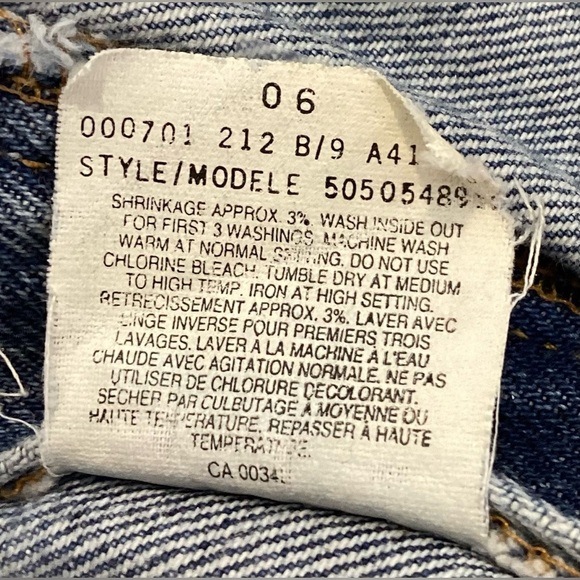 06
000701 212 B/9 A41
STYLE/MODELE 50505489
SHRINKAGE APPROX. 3%. WASH INSIDE OUT
FOR FIRST 3 WASHINGS. MACHINE WASH
WARM AT NORMAL SETTING. DO NOT USE
CHLORINE BLEACH. TUMBLE DRY AT MEDIUM
TO HIGH TEMP. IRON AT HIGH SETTING.
RETRECISSEMENT APPROX. 3%. LAVER AVEC
LINGE INVERSE POUR PREMIERS TROIS
LAVAGES. LAVER A LA MACHINE À L'EAU
CHAUDE AVEC AGITATION NORMALE. NE PAS
UTILISER DE CHLORURE DECOLORANT.
SECHER PAR CULBUTAGE A MOYENNE OU
HAUTE TEMPERATURE. REPASSER À HAUTE
TEMPERATURE.
CA